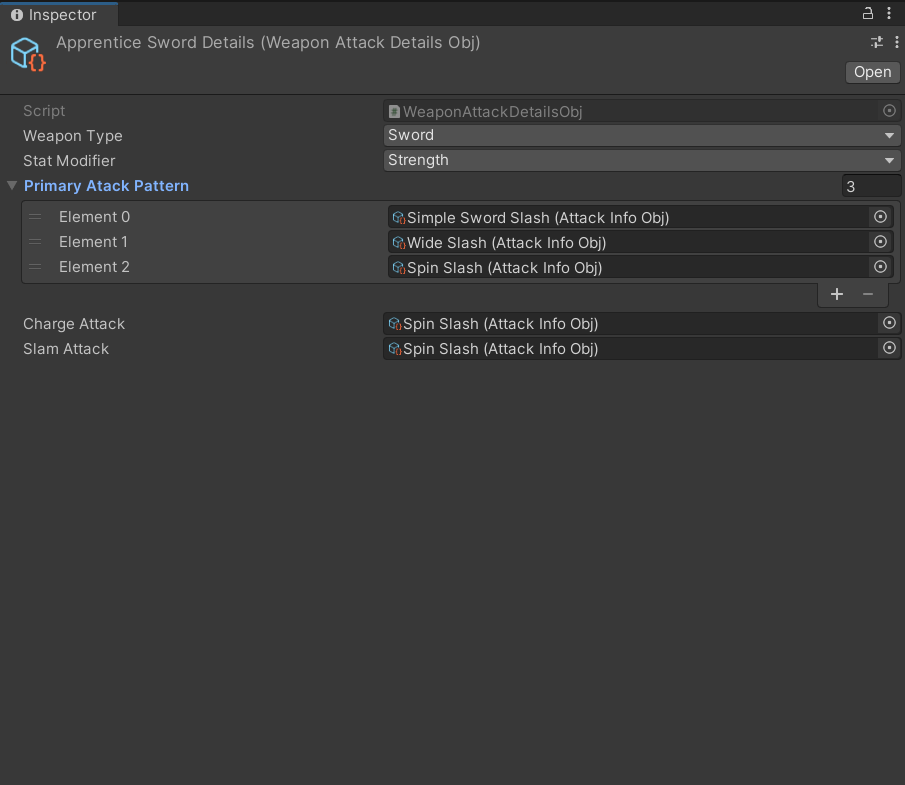 Inspector
Apprentice Sword Details (Weapon Attack Details Obj)
Open
Script WeaponAttackDetailsObj
Weapon Type Sword
Stat Modifier Strength
Primary Atack Pattern 3
Element 0 Simple Sword Slash (Attack Info Obj)
Element 1 Wide Slash (Attack Info Obj)
Element 2 Spin Slash (Attack Info Obj)
Charge Attack Spin Slash (Attack Info Obj)
Slam Attack Spin Slash (Attack Info Obj)